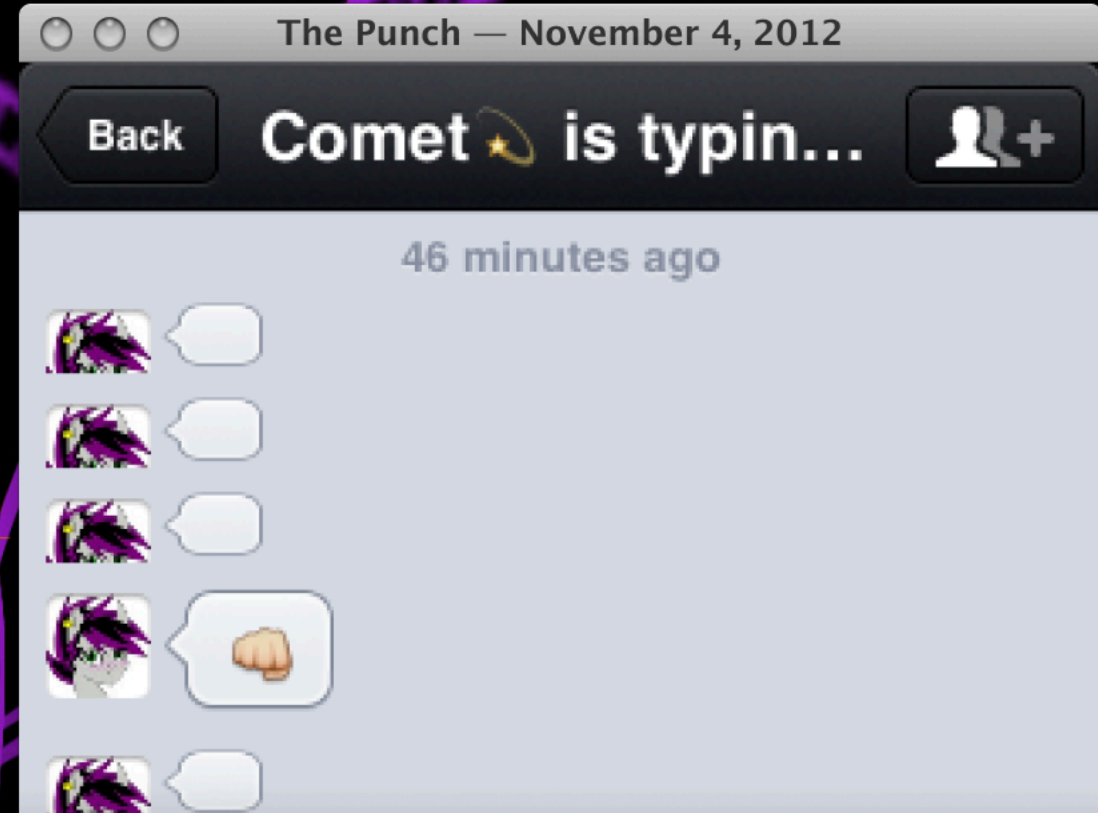 The Punch — November 4, 2012
Back
Comet💫 is typin...
46 minutes ago
👊